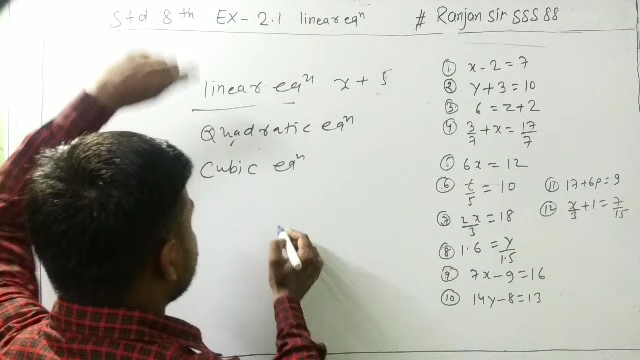 Std 8th EX-2.1 linear eqn # Ranjan Sir SSS 88
linear eqn x + 5
Quadratic eqn
Cubic eqn
① x - 2 = 7
② y + 3 = 10
③ 6 = z + 2
④ 3/7 + x = 17/7
⑤ 6x = 12
⑥ t/5 = 10
⑦ 2x/3 = 18
⑧ 1.6 = y/1.5
⑨ 7x - 9 = 16
⑩ 14y - 8 = 13
⑪ 17 + 6p = 9
⑫ x/3 + 1 = 7/15